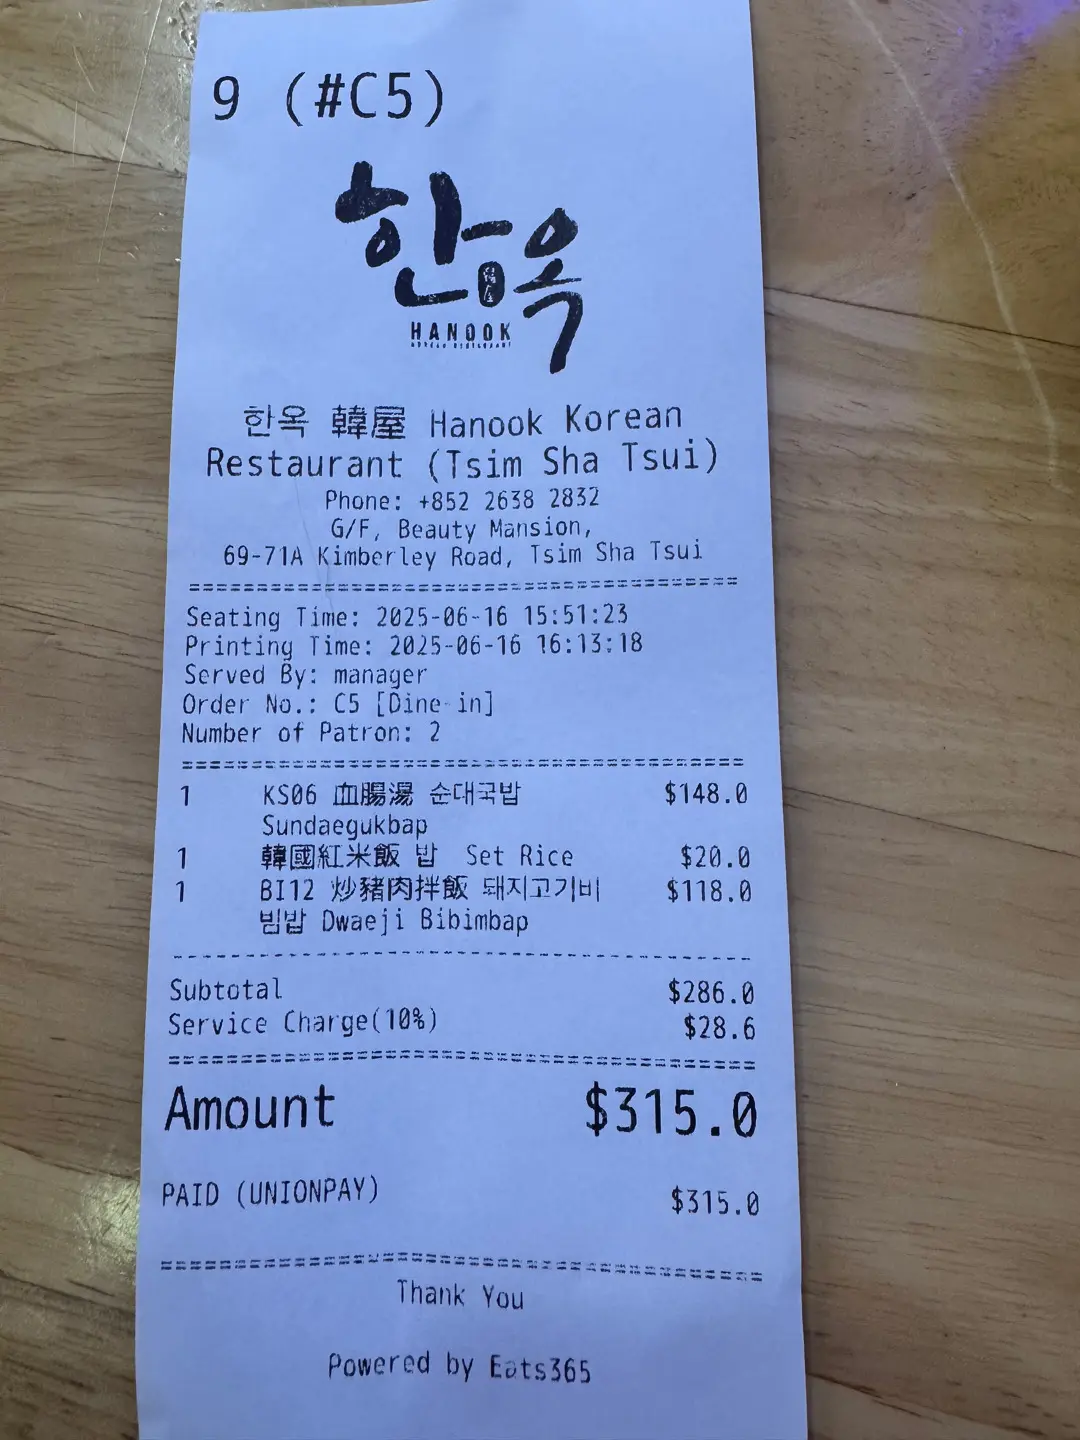 9 (#C5)
한옥
韓屋
HANOOK
KOREAN RESTAURANT
한옥 韓屋 Hanook Korean
Restaurant (Tsim Sha Tsui)
Phone: +852 2638 2832
G/F, Beauty Mansion,
69-71A Kimberley Road, Tsim Sha Tsui
Seating Time: 2025-06-16 15:51:23
Printing Time: 2025-06-16 16:13:18
Served By: manager
Order No.: C5 [Dine-in]
Number of Patron: 2
1 KS06 血腸湯 순대국밥 $148.0
Sundaegukbap
1 韓國紅米飯 밥 Set Rice $20.0
1 BI12 炒豬肉拌飯 돼지고기비 $118.0
빔밥 Dwaeji Bibimbap
Subtotal $286.0
Service Charge(10%) $28.6
Amount $315.0
PAID (UNIONPAY) $315.0
Thank You
Powered by Eats365